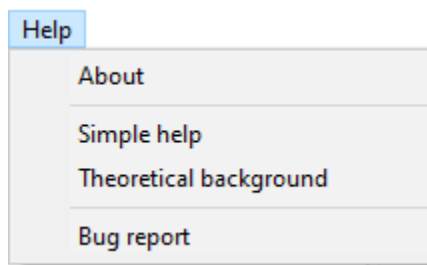 Help
About
Simple help
Theoretical background
Bug report